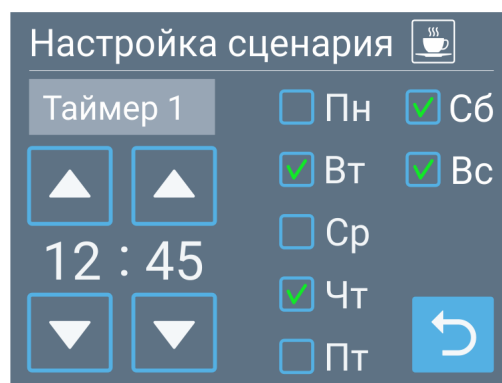 Настройка сценария
Таймер 1
12 : 45
Пн
Вт
Ср
Чт
Пт
Сб
Вс